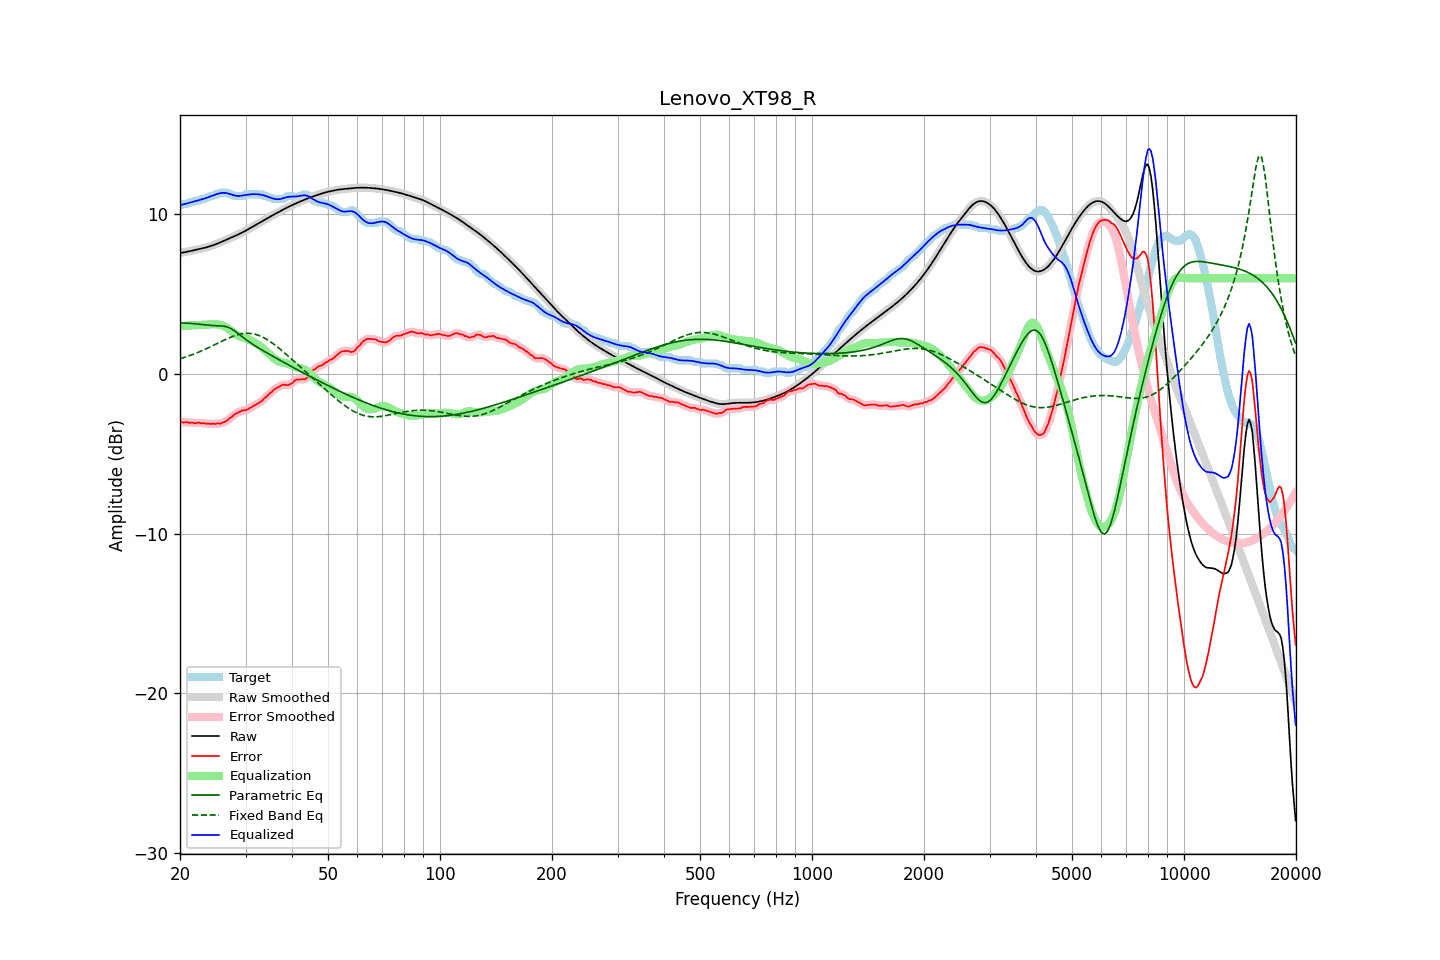 Lenovo_XT98_R
Amplitude (dBr)
10
0
−10
−20
−30
Target
Raw Smoothed
Error Smoothed
Raw
Error
Equalization
Parametric Eq
Fixed Band Eq
Equalized
20 50 100 200 500 1000 2000 5000 10000 20000
Frequency (Hz)